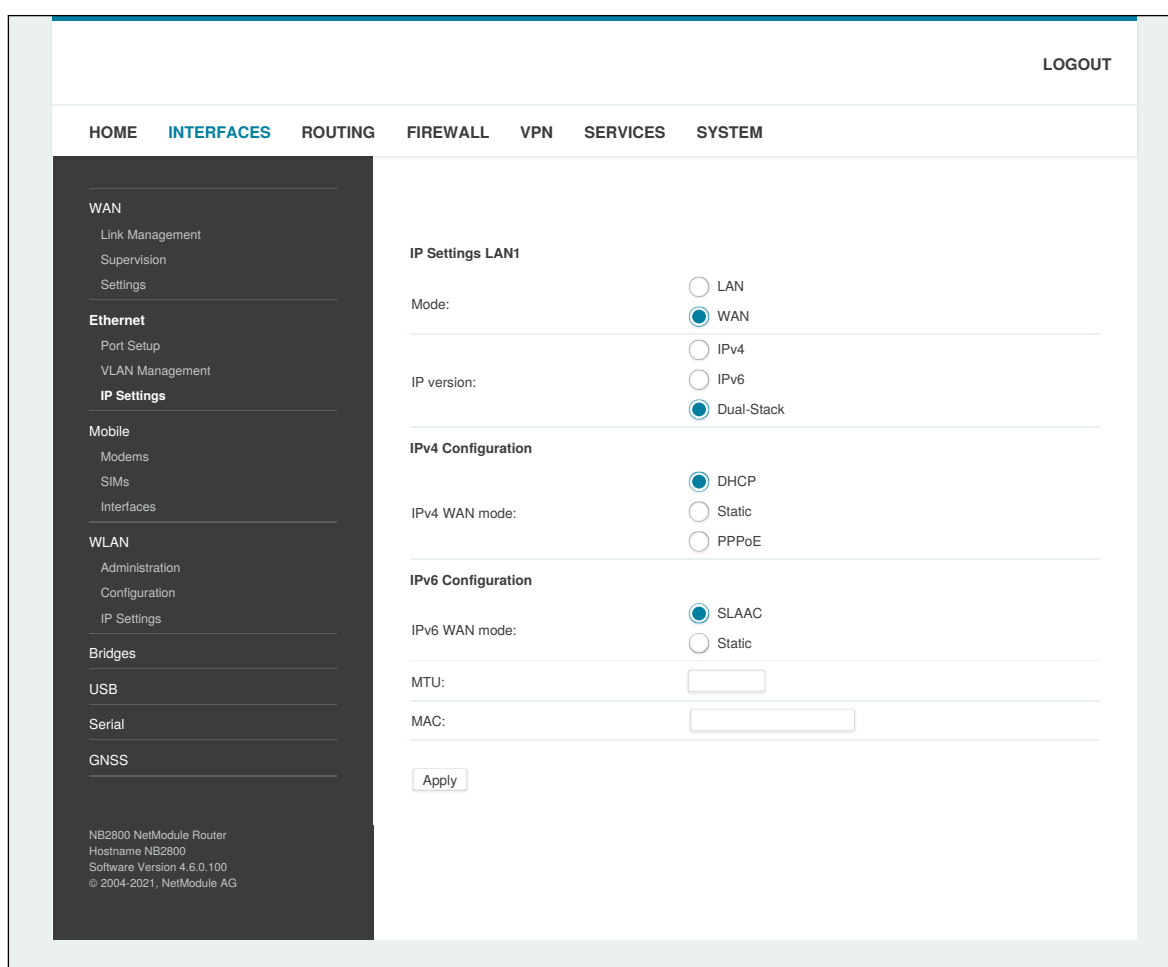 LOGOUT
HOME INTERFACES ROUTING FIREWALL VPN SERVICES SYSTEM
WAN
Link Management
Supervision
Settings
Ethernet
Port Setup
VLAN Management
IP Settings
Mobile
Modems
SIMs
Interfaces
WLAN
Administration
Configuration
IP Settings
Bridges
USB
Serial
GNSS
NB2800 NetModule Router
Hostname NB2800
Software Version 4.6.0.100
© 2004-2021, NetModule AG
IP Settings LAN1
Mode:
LAN
WAN
IP version:
IPv4
IPv6
Dual-Stack
IPv4 Configuration
IPv4 WAN mode:
DHCP
Static
PPPoE
IPv6 Configuration
IPv6 WAN mode:
SLAAC
Static
MTU:
MAC:
Apply